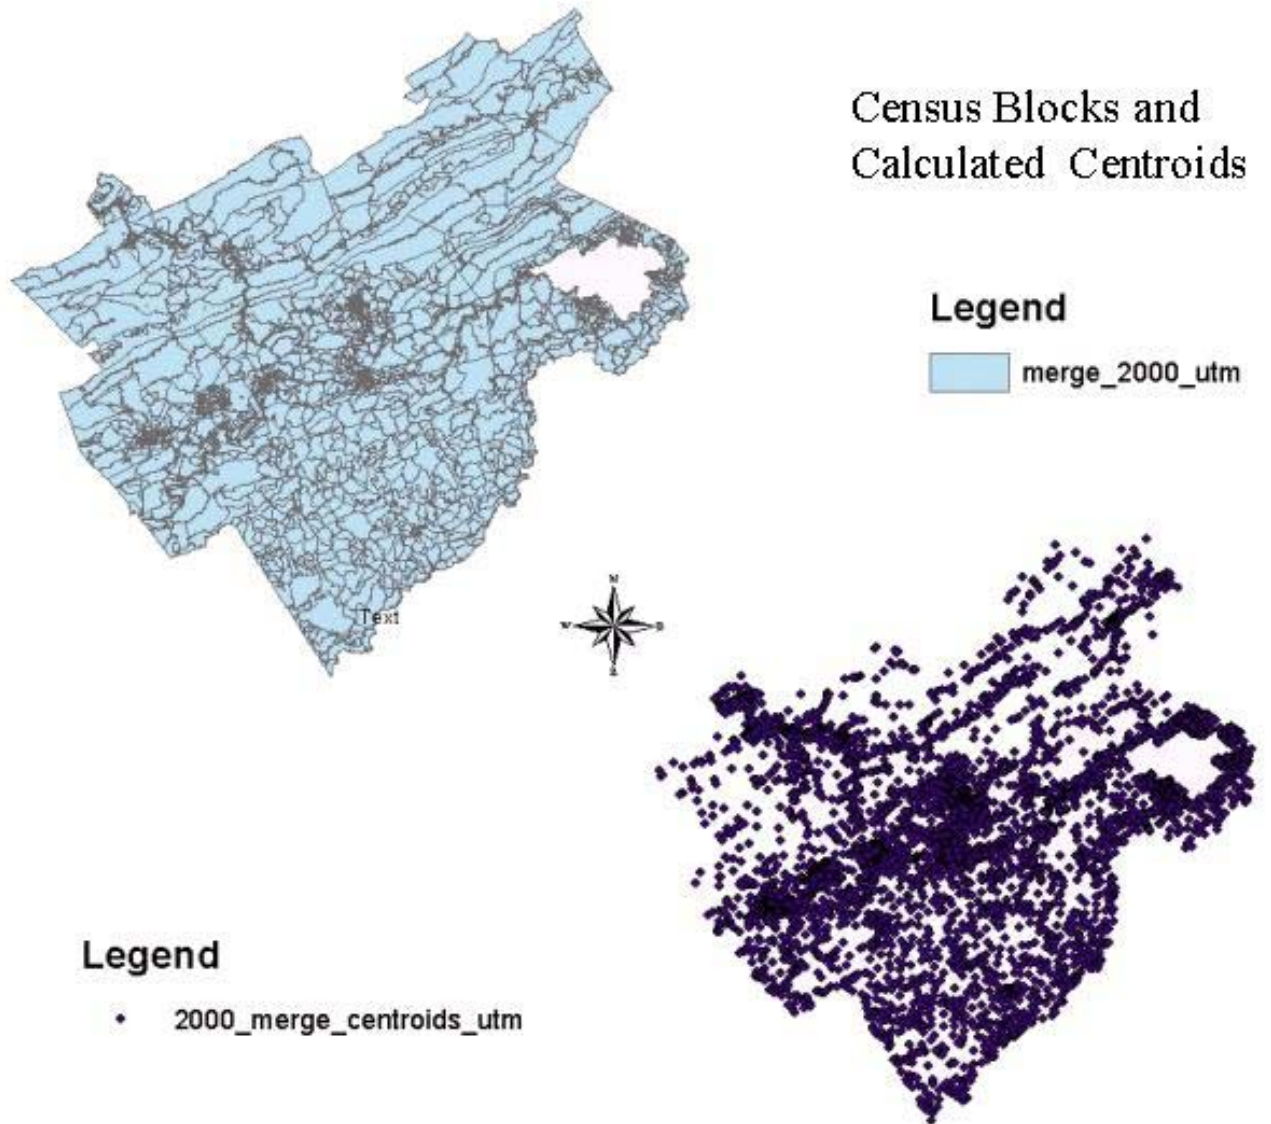 Census Blocks and
Calculated Centroids
Legend
merge_2000_utm
Text
N
W E
S
Legend
2000_merge_centroids_utm